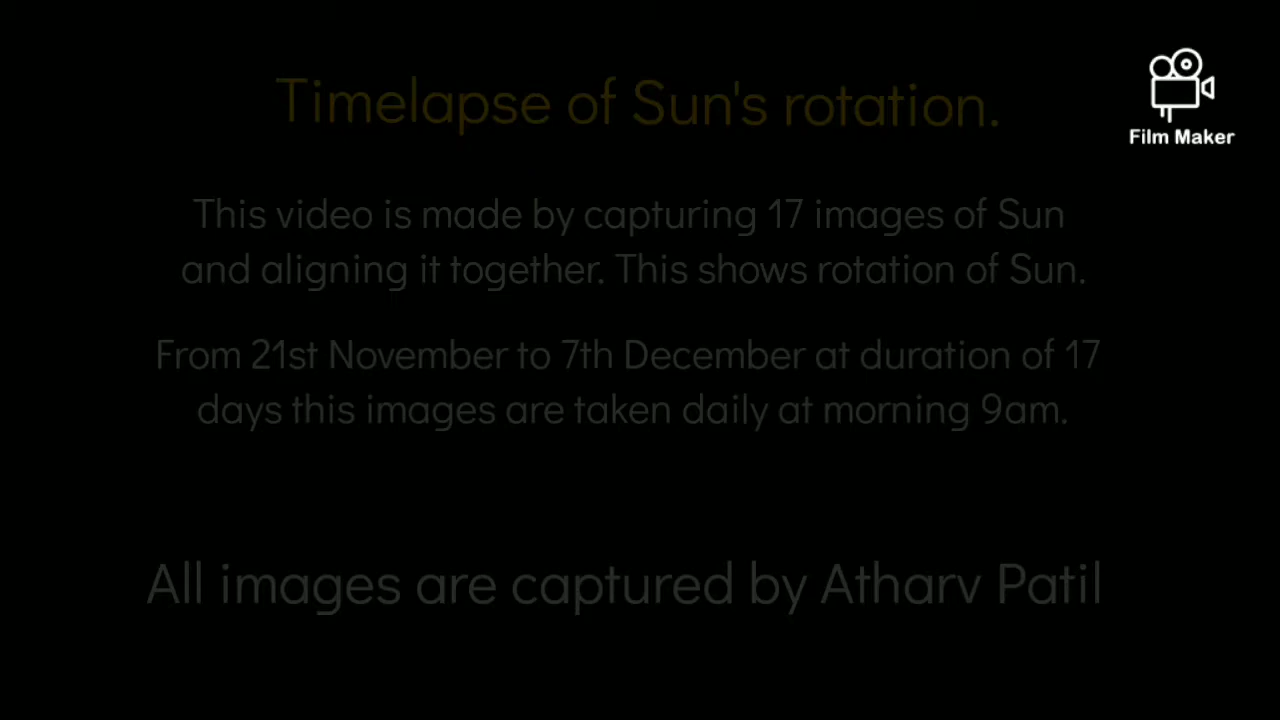 Timelapse of Sun's rotation.
Film Maker
This video is made by capturing 17 images of Sun
and aligning it together. This shows rotation of Sun.
From 21st November to 7th December at duration of 17
days this images are taken daily at morning 9am.
All images are captured by Atharv Patil